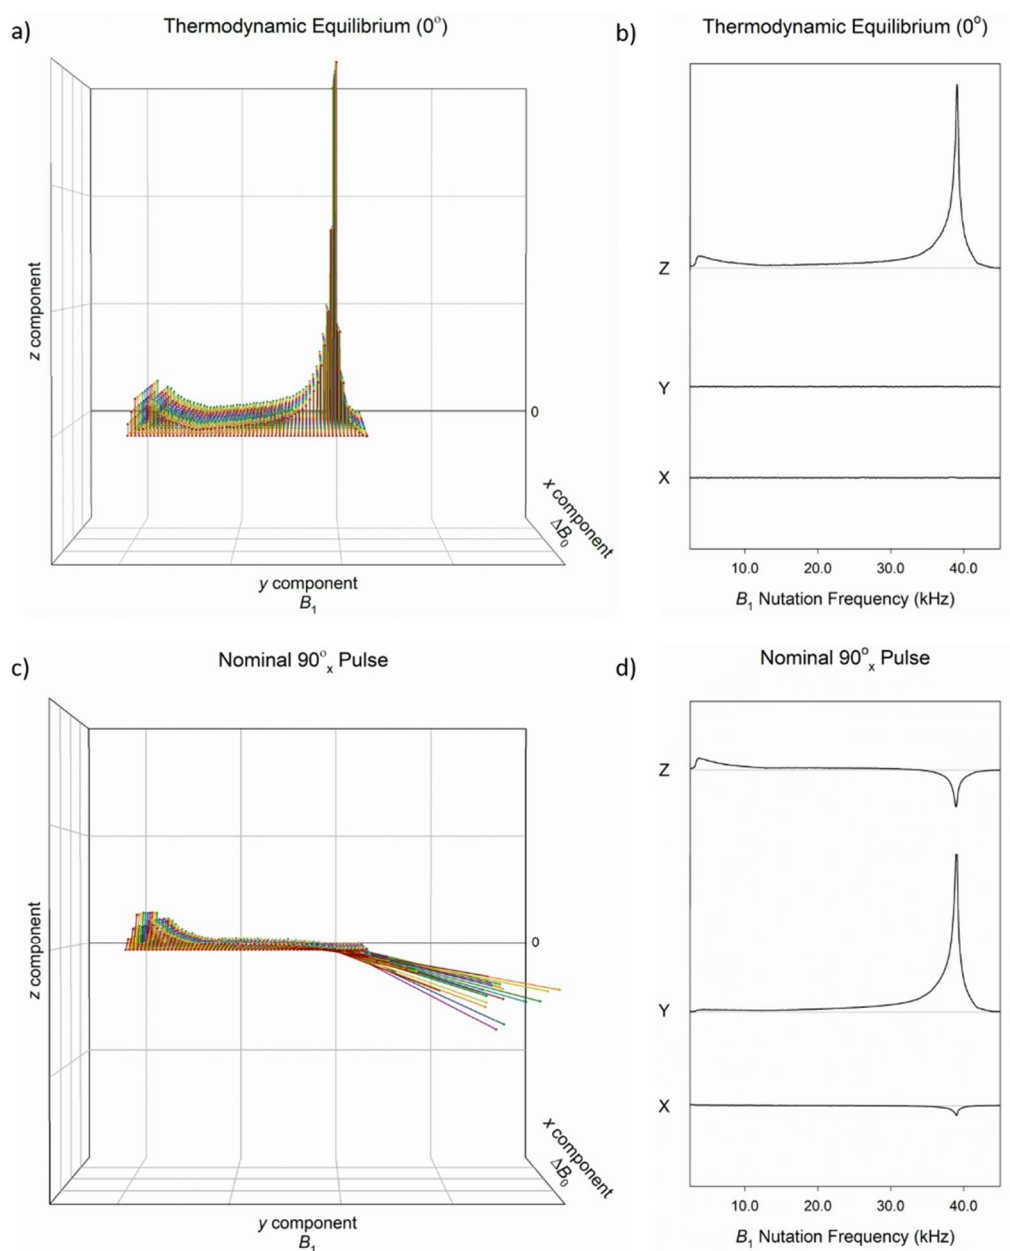 a)
Thermodynamic Equilibrium (0°)
z component
0
x component
ΔB₀
y component
B₁
b)
Thermodynamic Equilibrium (0°)
Z
Y
X
10.0 20.0 30.0 40.0
B₁ Nutation Frequency (kHz)
c)
Nominal 90°ₓ Pulse
z component
0
x component
ΔB₀
y component
B₁
d)
Nominal 90°ₓ Pulse
Z
Y
X
10.0 20.0 30.0 40.0
B₁ Nutation Frequency (kHz)